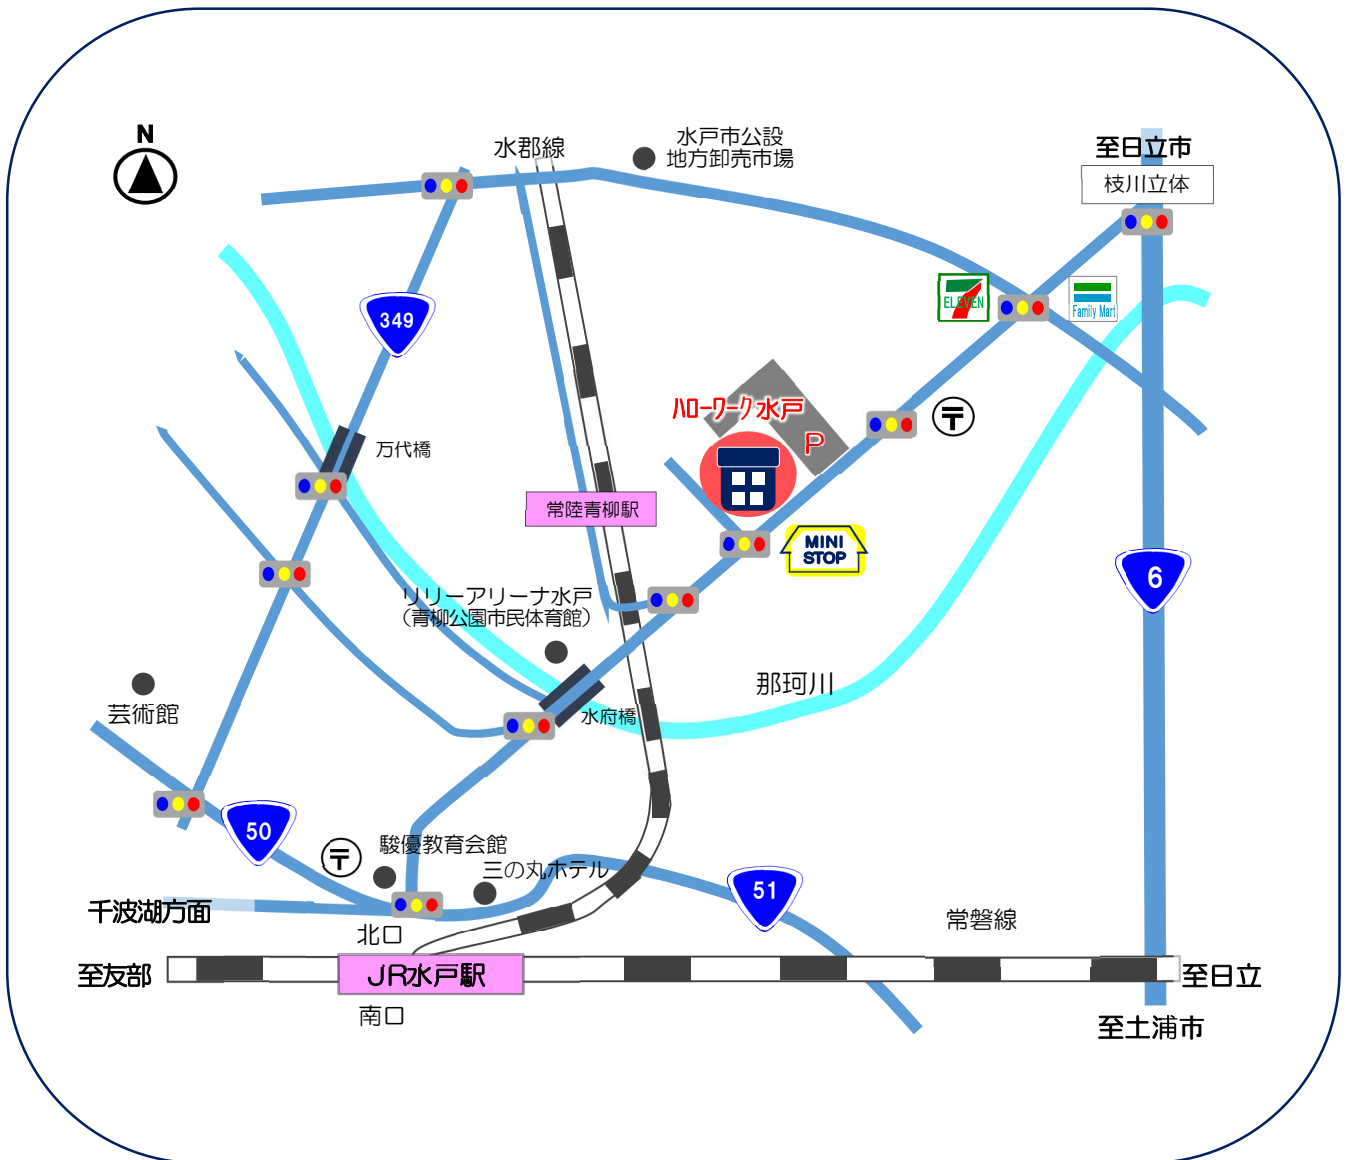 N
水郡線
水戸市公設
地方卸売市場
至日立市
枝川立体
349
ELEVEN
Family Mart
ハローワーク水戸
P
万代橋
常陸青柳駅
MINI
STOP
6
リリーアリーナ水戸
（青柳公園市民体育館）
那珂川
水府橋
芸術館
50
駿優教育会館
三の丸ホテル
51
千波湖方面
北口
常磐線
至友部
JR水戸駅
至日立
南口
至土浦市